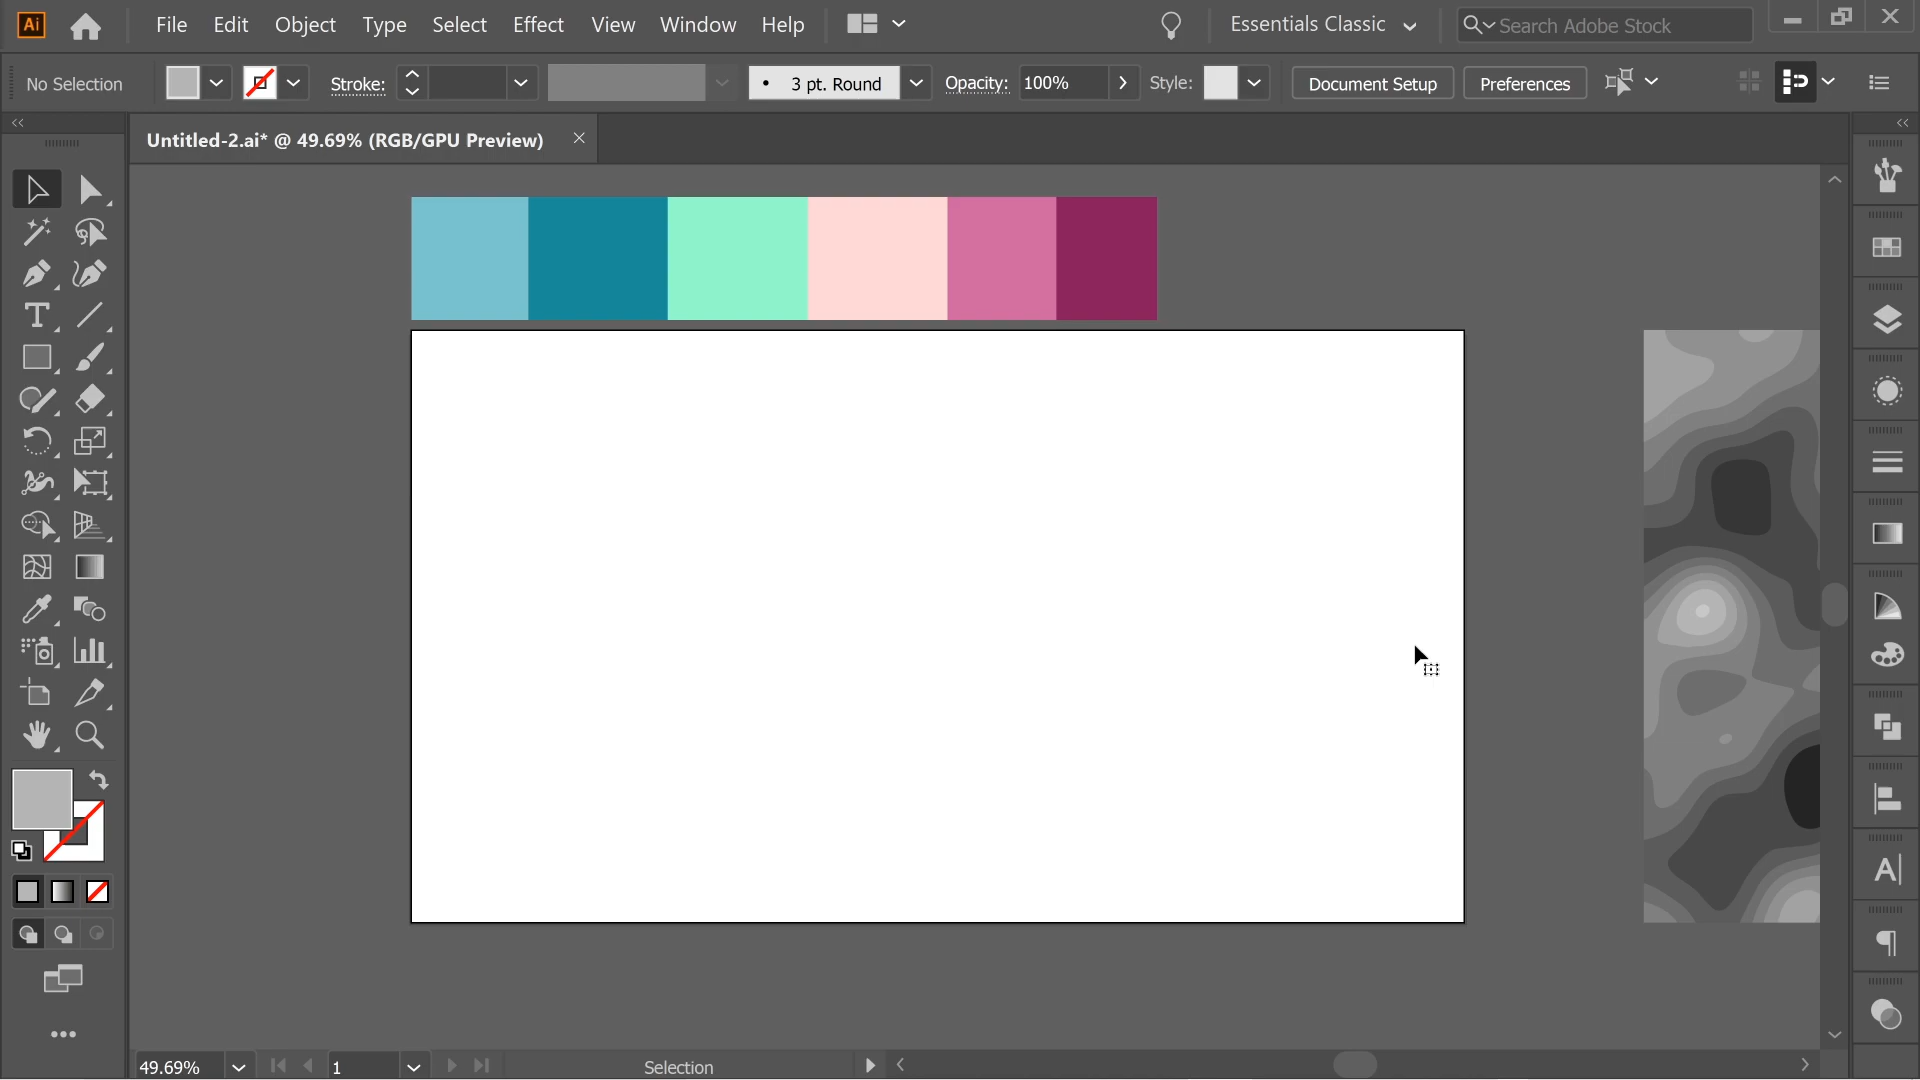 Ai File Edit Object Type Select Effect View Window Help Essentials Classic Search Adobe Stock
No Selection Stroke: 3 pt. Round Opacity: 100% Style: Document Setup Preferences
Untitled-2.ai* @ 49.69% (RGB/GPU Preview)
49.69% 1 Selection